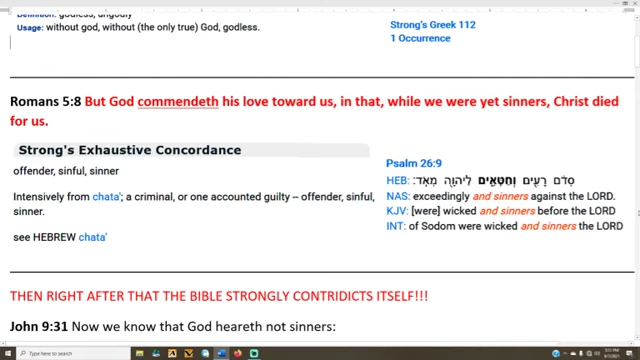 Definition: godless, ungodly
Usage: without god, without (the only true) God, godless.
Strong's Greek 112
1 Occurrence
Romans 5:8 But God commendeth his love toward us, in that, while we were yet sinners, Christ died
for us.
Strong's Exhaustive Concordance
offender, sinful, sinner
Intensively from chata'; a criminal, or one accounted guilty -- offender, sinful,
sinner.
see HEBREW chata'
Psalm 26:9
HEB: סְדֹ֔ם רָעִ֖ים וְחַטָּאִ֑ים לַיהוָ֖ה מְאֹֽד׃
NAS: exceedingly and sinners against the LORD.
KJV: [were] wicked and sinners before the LORD
INT: of Sodom were wicked and sinners the LORD
THEN RIGHT AFTER THAT THE BIBLE STRONGLY CONTRIDICTS ITSELF!!!
John 9:31 Now we know that God heareth not sinners:
Type here to search